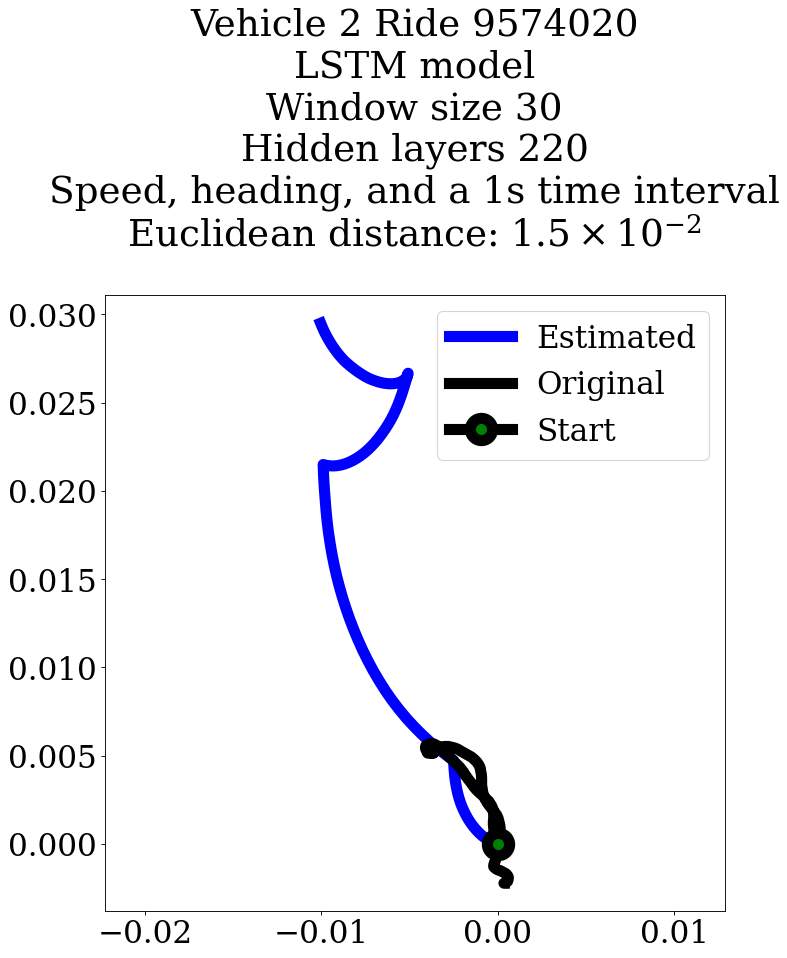 Vehicle 2 Ride 9574020
LSTM model
Window size 30
Hidden layers 220
Speed, heading, and a 1s time interval
Euclidean distance: 1.5 × 10⁻²
0.030
0.025
0.020
0.015
0.010
0.005
0.000
Estimated
Original
Start
−0.02
−0.01
0.00
0.01